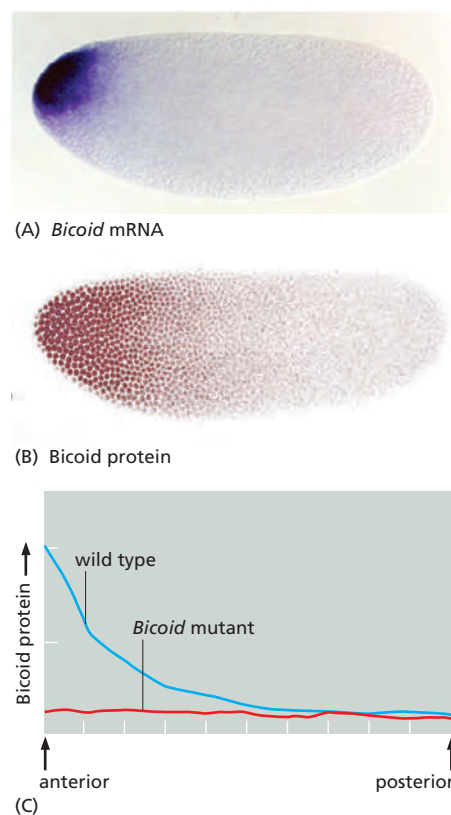 (A) Bicoid mRNA
(B) Bicoid protein
Bicoid protein
wild type
Bicoid mutant
anterior
posterior
(C)